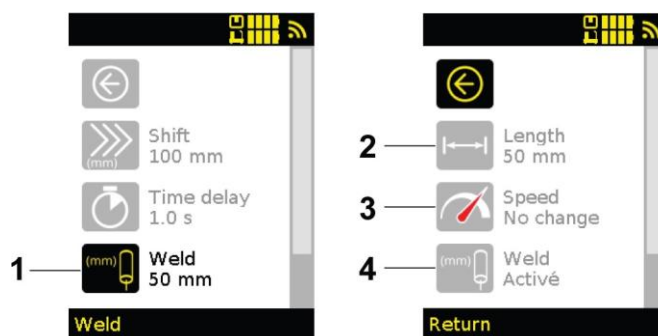 (mm)
Shift
100 mm
Time delay
1.0 s
1
(mm)
Weld
50 mm
Weld
2
Length
50 mm
3
Speed
No change
4
(mm)
Weld
Activé
Return